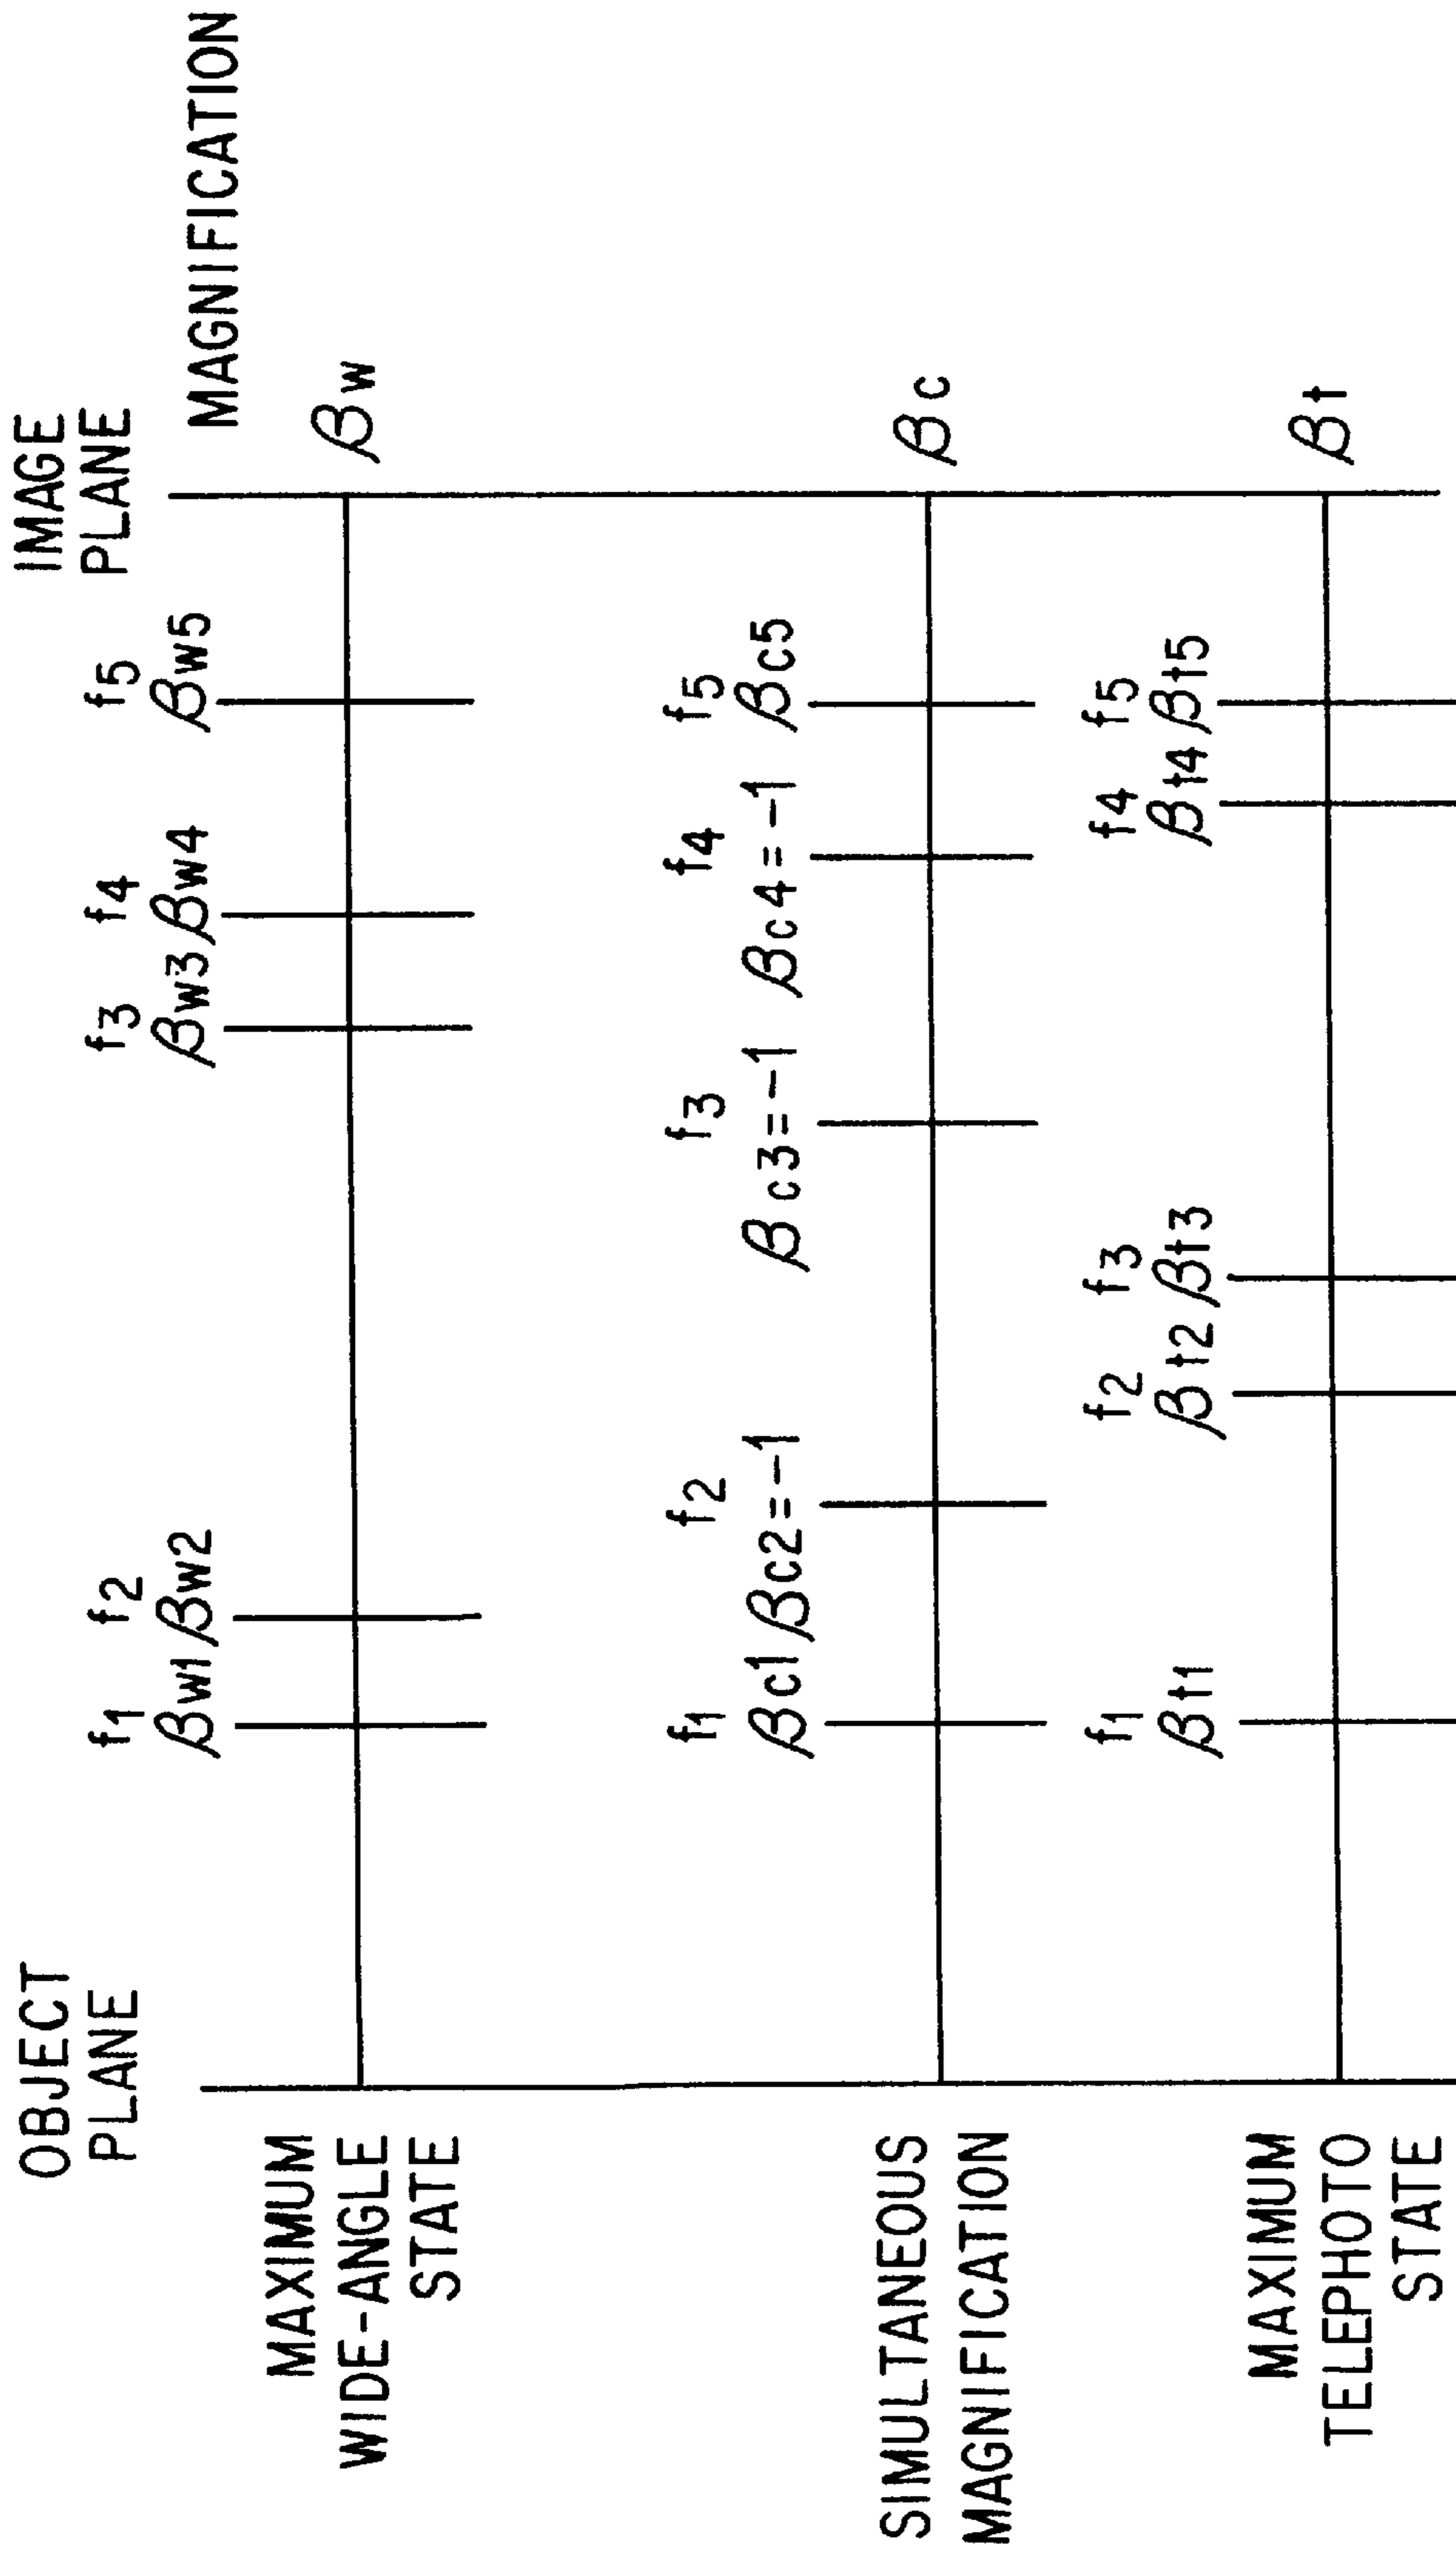 OBJECT
PLANE
IMAGE
PLANE
MAGNIFICATION
MAXIMUM
WIDE-ANGLE
STATE
f1 f2 f3 f4 f5
βw1 βw2 βw3 βw4 βw5
βw
SIMULTANEOUS
MAGNIFICATION
f1 f2 f3 f4 f5
βc1 βc2=-1 βc3=-1 βc4=-1 βc5
βc
MAXIMUM
TELEPHOTO
STATE
f1 f2 f3 f4 f5
βt1 βt2 βt3 βt4 βt5
βt